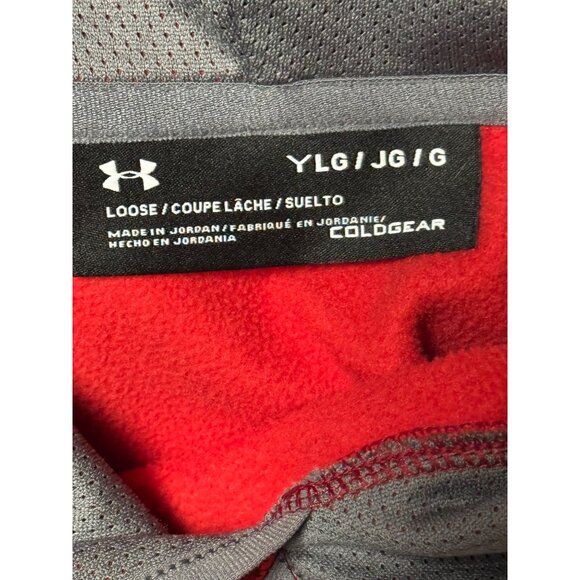 YLG / JG / G
LOOSE / COUPE LÂCHE / SUELTO
MADE IN JORDAN / FABRIQUÉ EN JORDANIE/
HECHO EN JORDANIA
COLDGEAR